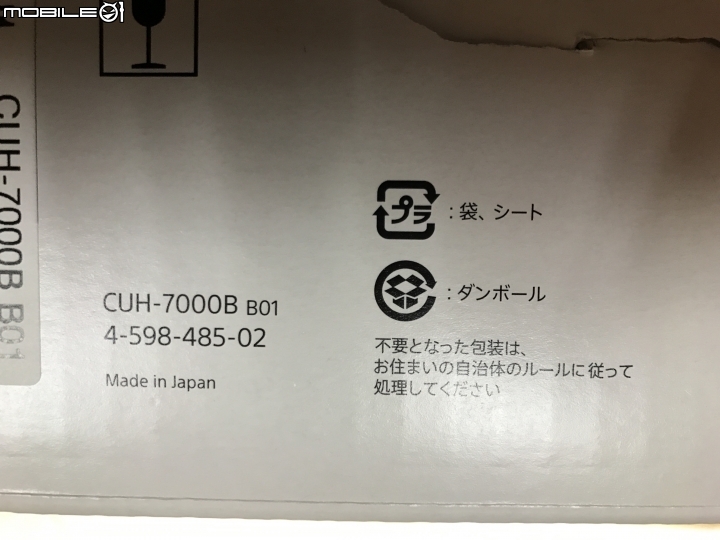 MOBILE01
CUH-7000B B01
プラ
：袋、シート
：ダンボール
CUH-7000B B01
4-598-485-02
Made in Japan
不要となった包装は、
お住まいの自治体のルールに従って
処理してください